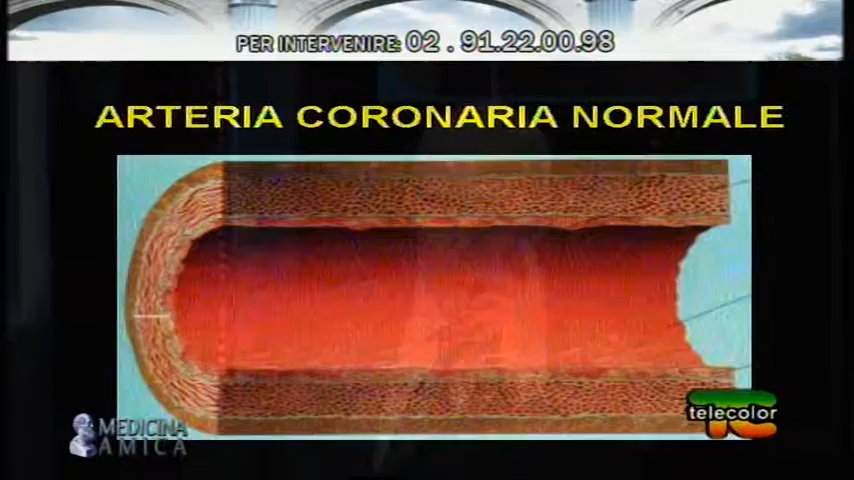 PER INTERVENIRE: 02 . 91.22.00.98
ARTERIA CORONARIA NORMALE
telecolor
MEDICINA
AMICA